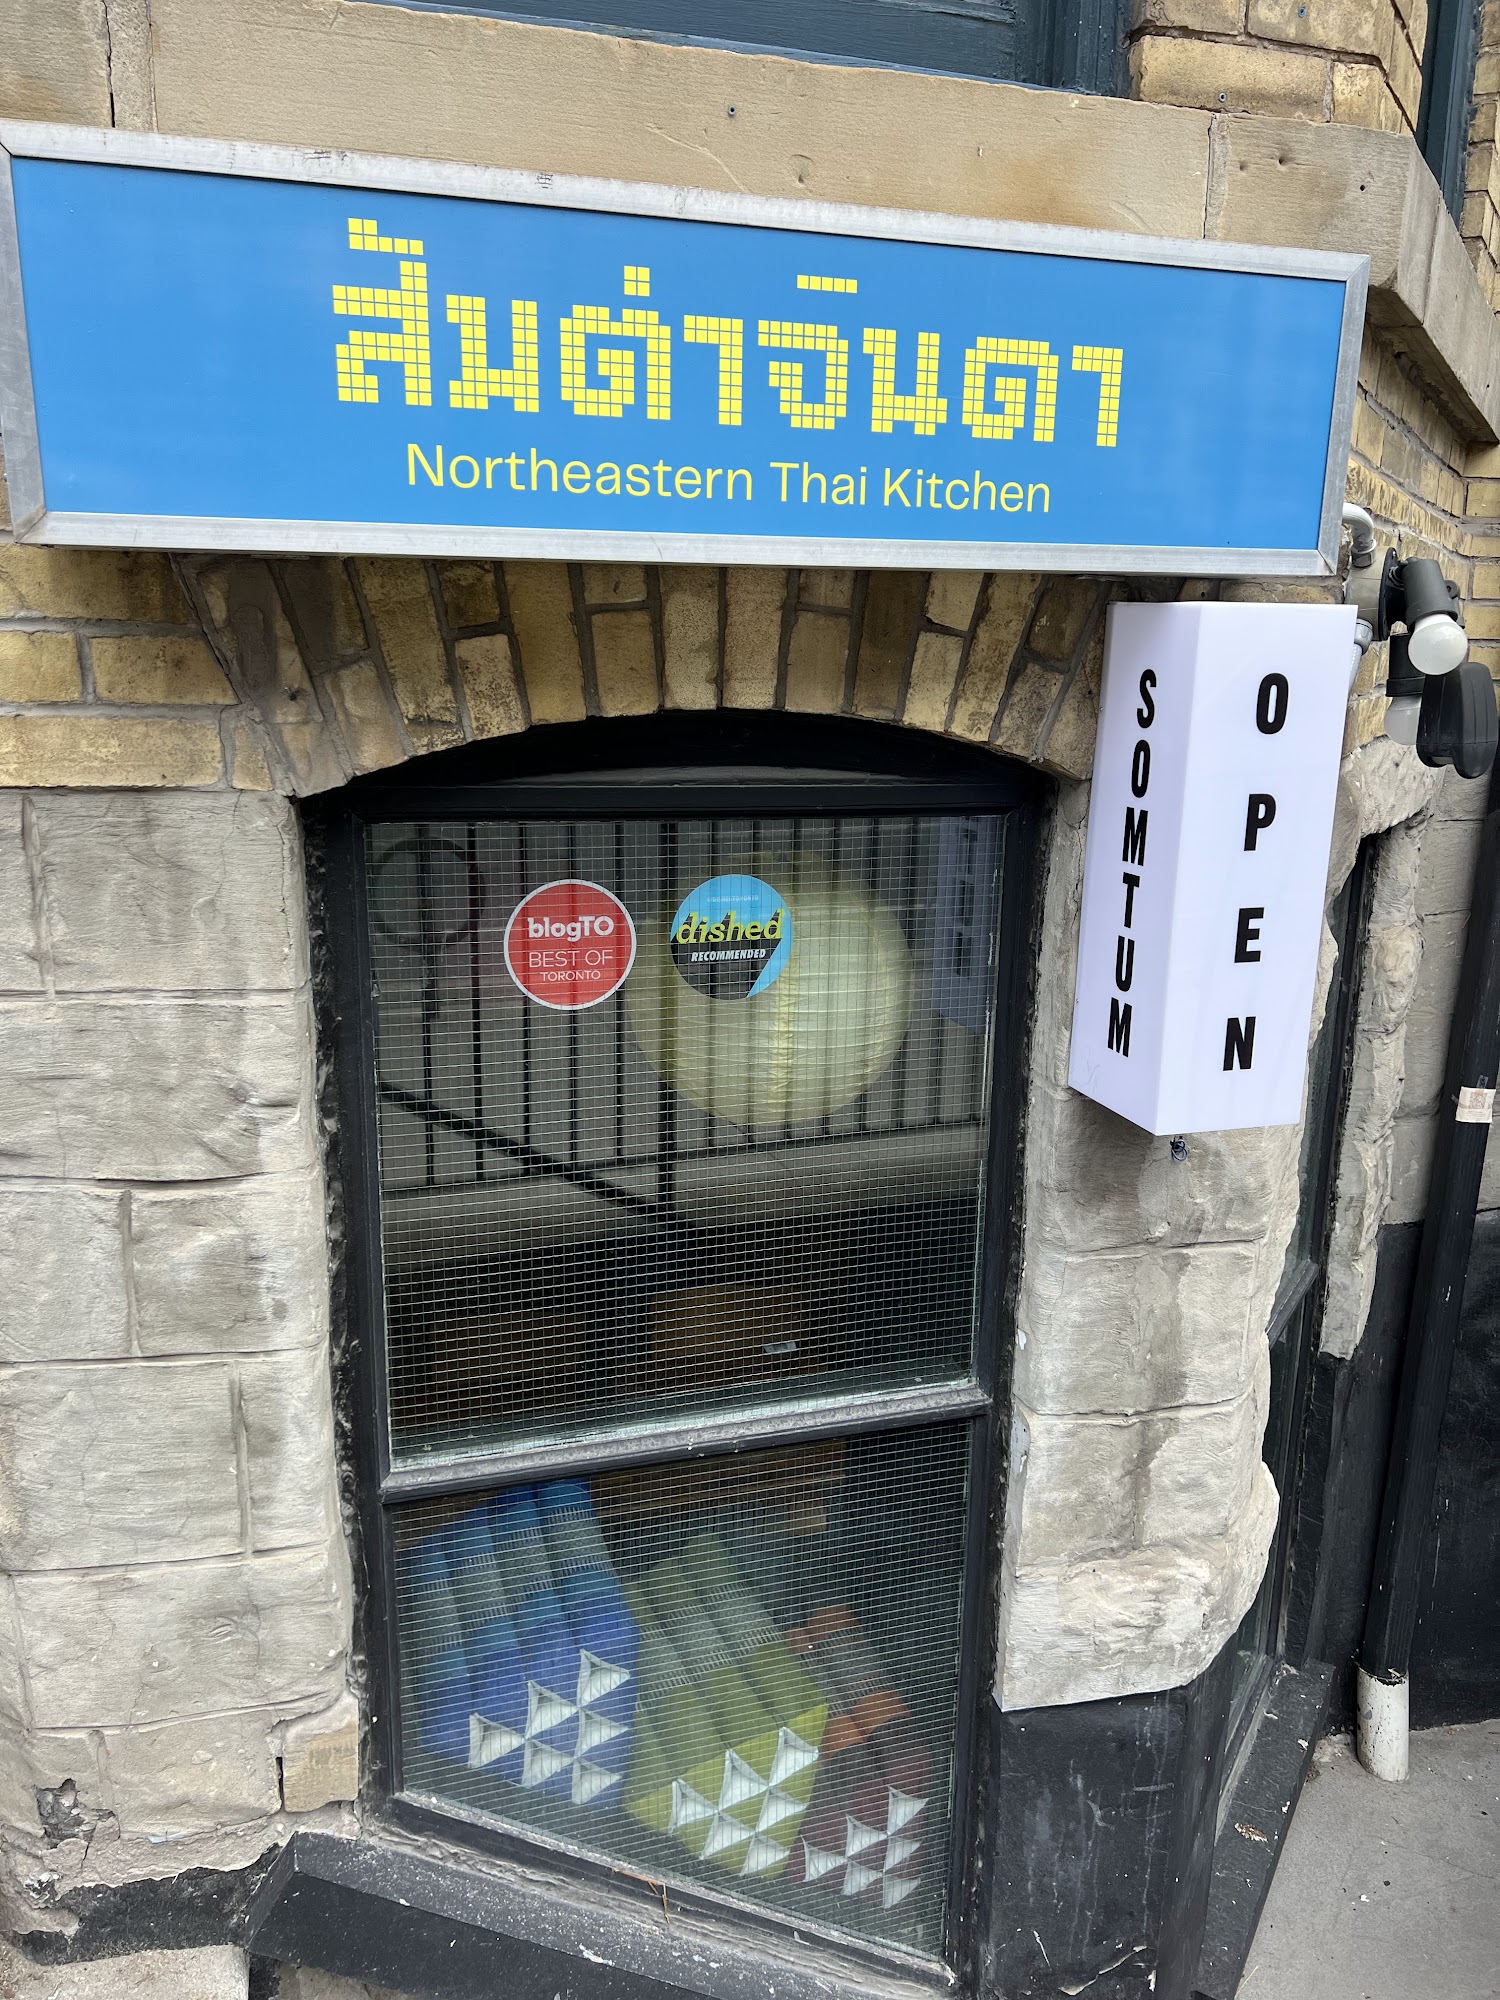 ส้มตำจินดา
Northeastern Thai Kitchen
SOMTUM
OPEN
blogTO
BEST OF
TORONTO
dished
RECOMMENDED